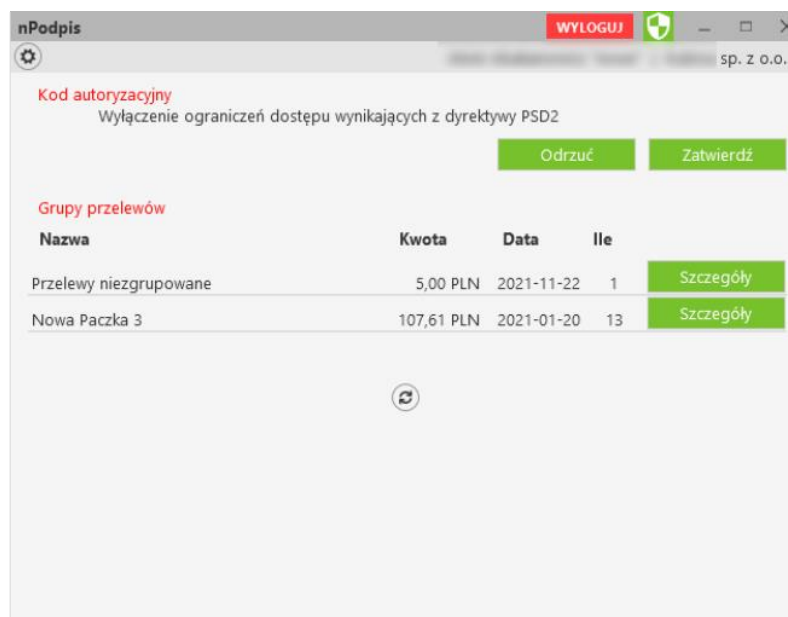 nPodpis WYLOGUJ
sp. z o.o.
Kod autoryzacyjny
Wyłączenie ograniczeń dostępu wynikających z dyrektywy PSD2
Odrzuć Zatwierdź
Grupy przelewów
Nazwa Kwota Data Ile
Przelewy niezgrupowane 5,00 PLN 2021-11-22 1 Szczegóły
Nowa Paczka 3 107,61 PLN 2021-01-20 13 Szczegóły